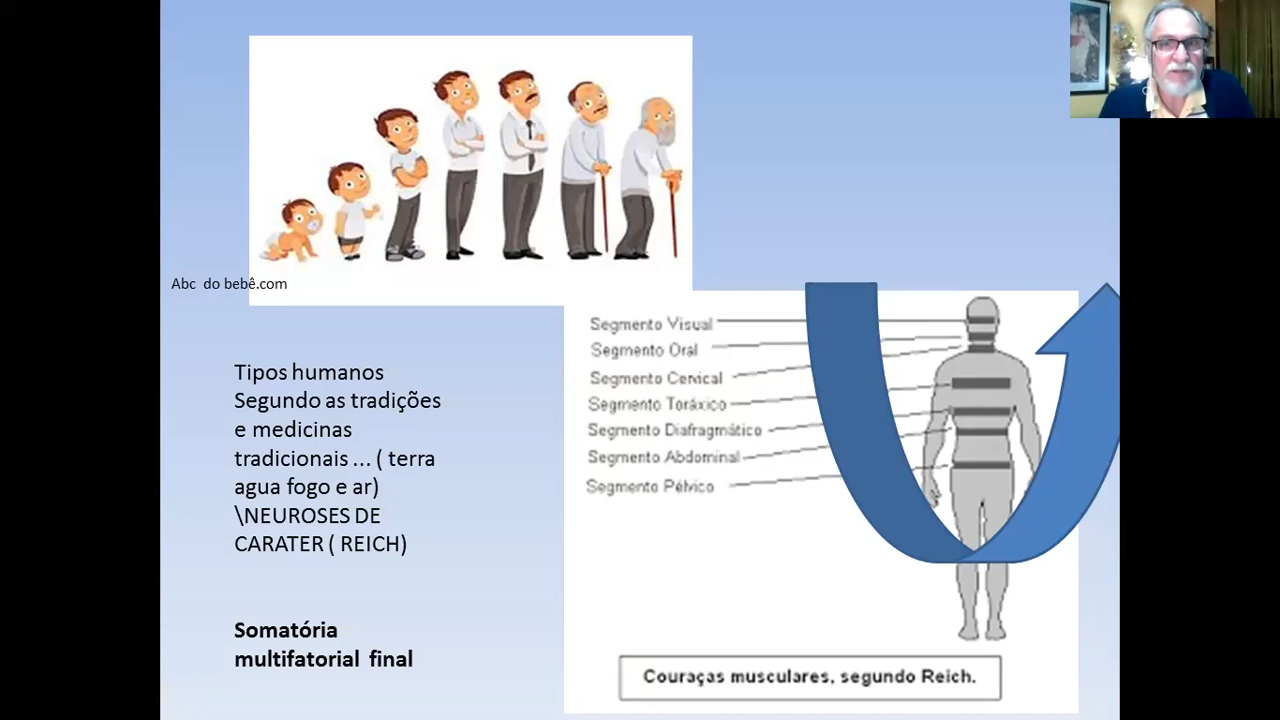 Abc  do bebê.com
Tipos humanos
Segundo as tradições
e medicinas
tradicionais ... ( terra
agua fogo e ar)
\NEUROSES DE
CARATER ( REICH)
Somatória
multifatorial  final
Segmento Visual
Segmento Oral
Segmento Cervical
Segmento Toráxico
Segmento Diafragmático
Segmento Abdominal
Segmento Pélvico
Couraças musculares, segundo Reich.